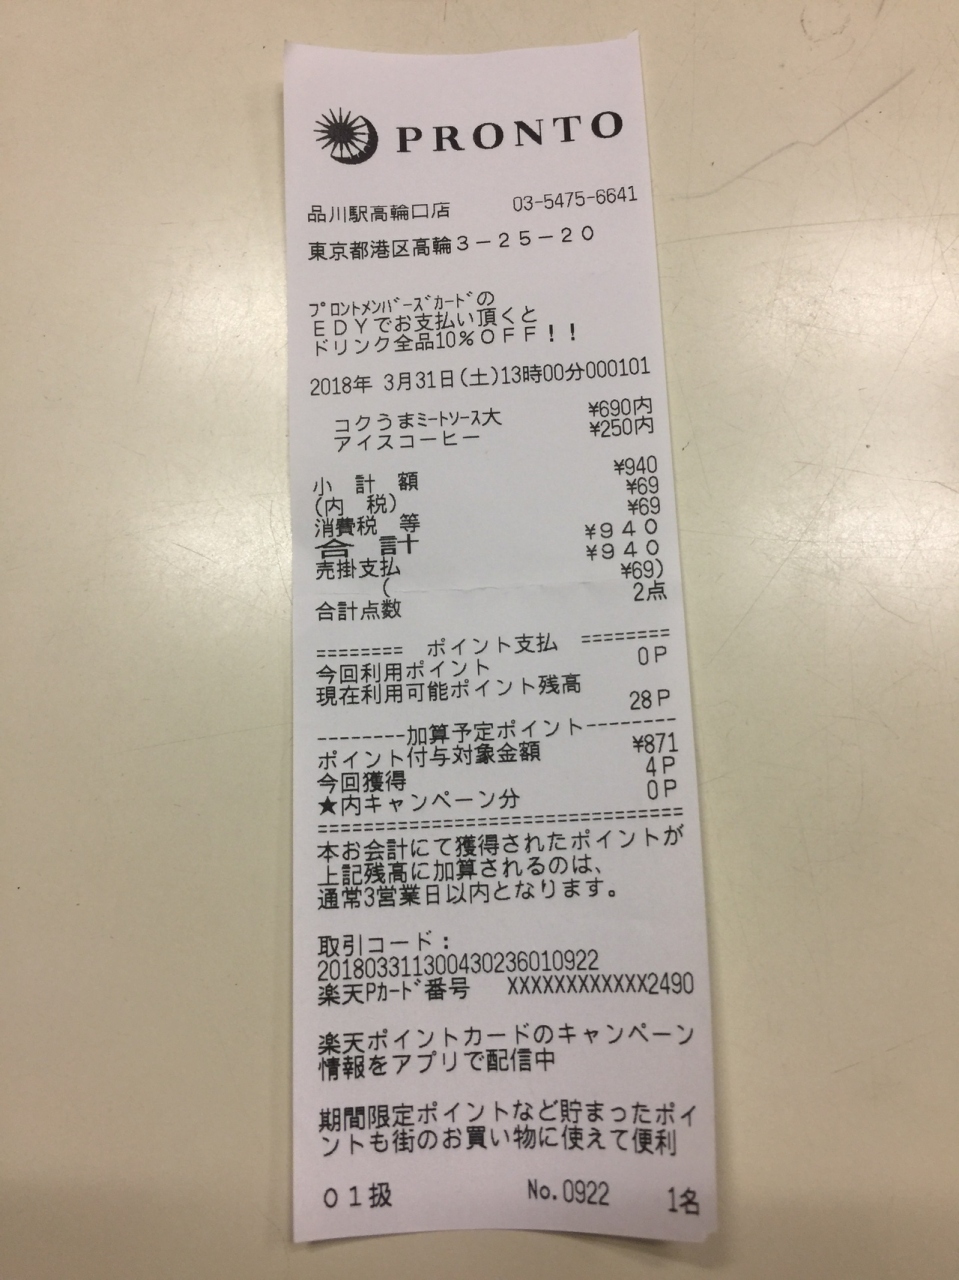 PRONTO
品川駅高輪口店 03-5475-6641
東京都港区高輪3-25-20
ﾌﾟﾛﾝﾄﾒﾝﾊﾞｰｽﾞｶｰﾄﾞの
EDYでお支払い頂くと
ドリンク全品10%OFF!!
2018年 3月31日(土)13時00分000101
コクうまﾐｰﾄｿｰｽ大 ¥690内
アイスコーヒー ¥250内
小 計 額 ¥940
(内 税) ¥69
消費税 等 ¥69
合 計 ¥940
売掛支払 ¥940
( ¥69)
合計点数 2点
======== ポイント支払 ========
今回利用ポイント 0P
現在利用可能ポイント残高
28P
--------加算予定ポイント--------
ポイント付与対象金額 ¥871
今回獲得 4P
★内キャンペーン分 0P
==================================
本お会計にて獲得されたポイントが
上記残高に加算されるのは、
通常3営業日以内となります。
取引コード:
2018033113004302360​10922
楽天Pｶｰﾄﾞ番号 XXXXXXXXXXXX2490
楽天ポイントカードのキャンペーン
情報をアプリで配信中
期間限定ポイントなど貯まったポイ
ントも街のお買い物に使えて便利
01扱 No.0922 1名